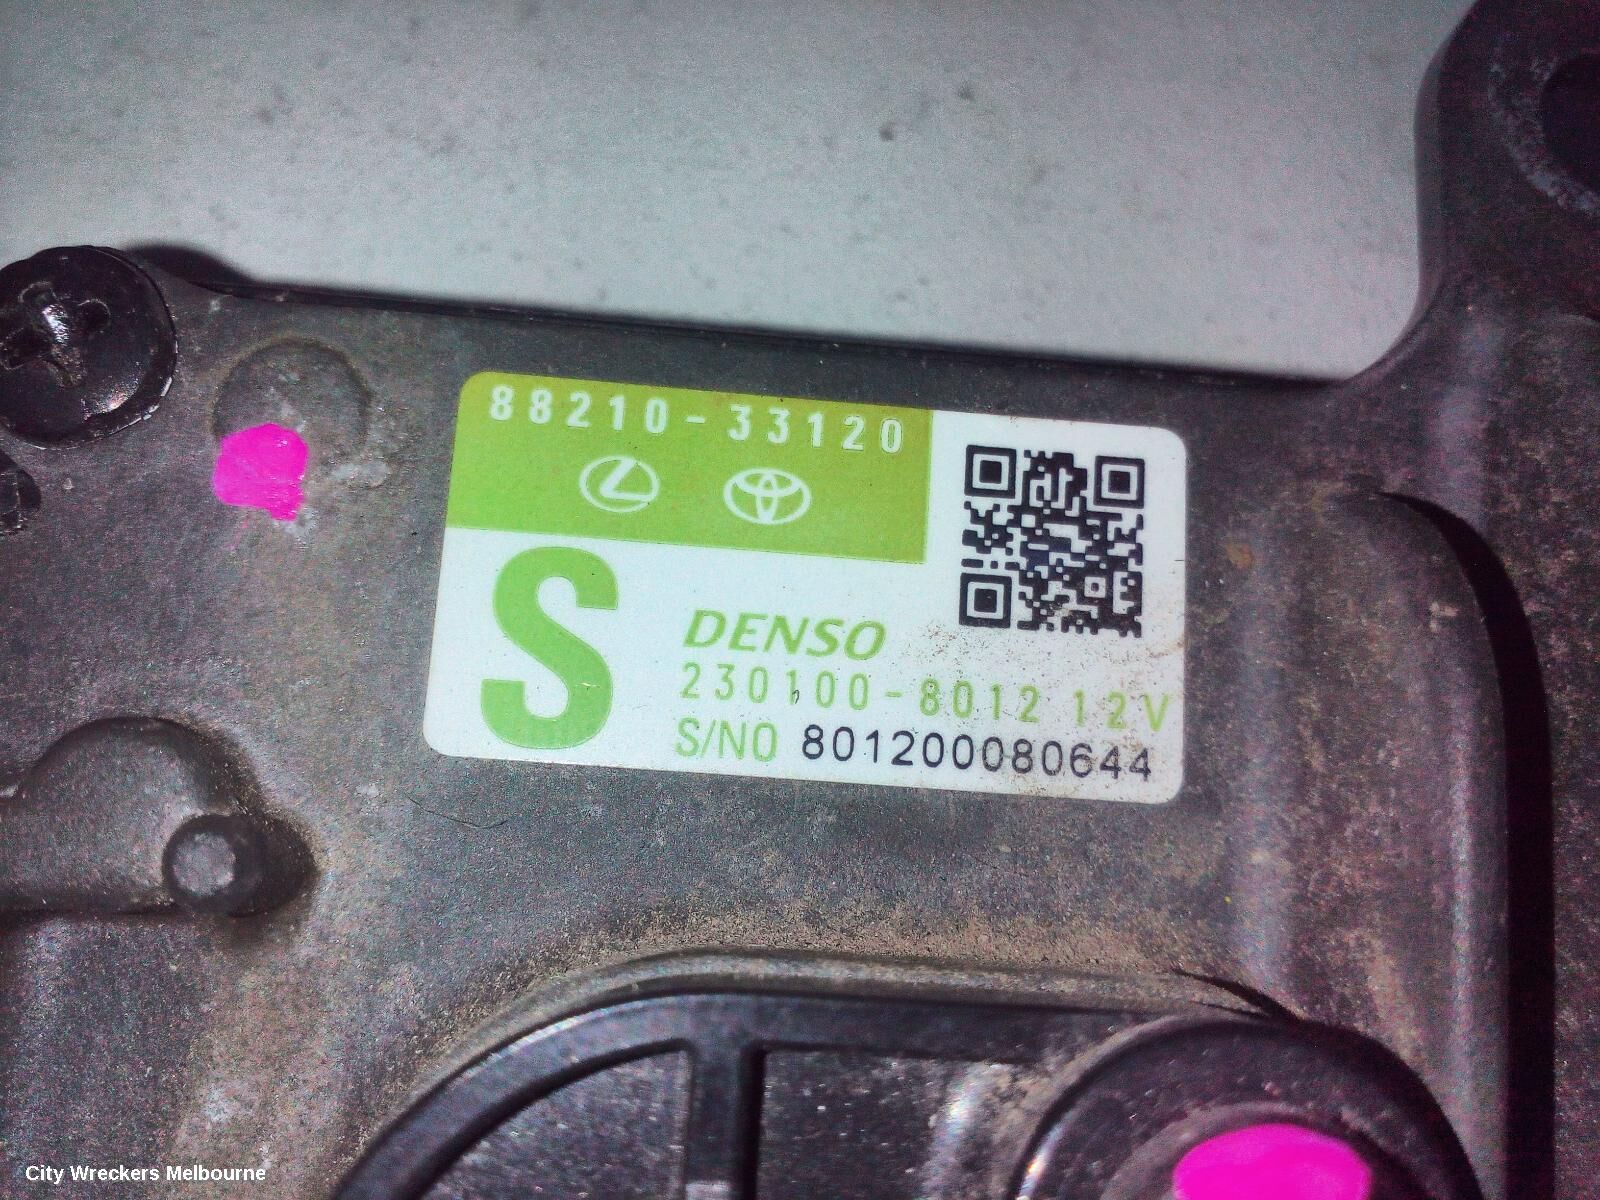 88210-33120
S
DENSO
230100-8012 12V
S/NO 801200080644
City Wreckers Melbourne